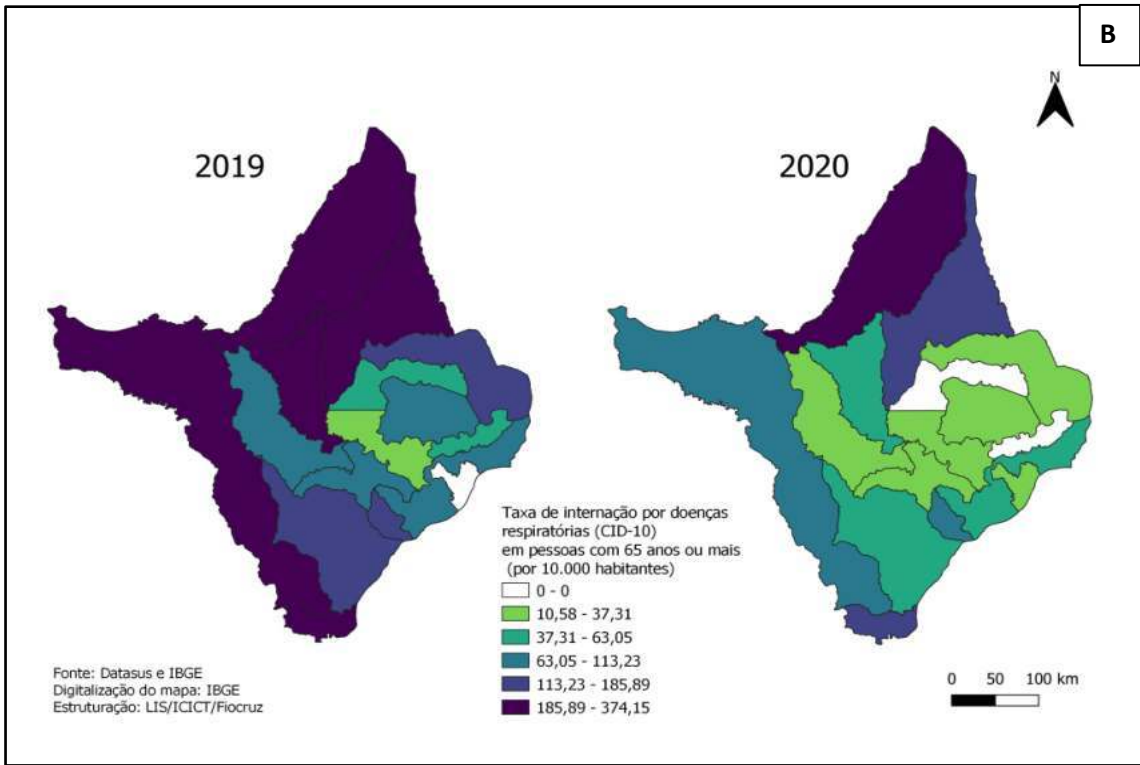 B
N
2019
2020
Taxa de internação por doenças
respiratórias (CID-10)
em pessoas com 65 anos ou mais
(por 10.000 habitantes)
0 - 0
10,58 - 37,31
37,31 - 63,05
63,05 - 113,23
113,23 - 185,89
185,89 - 374,15
Fonte: Datasus e IBGE
Digitalização do mapa: IBGE
Estruturação: LIS/ICICT/Fiocruz
0 50 100 km